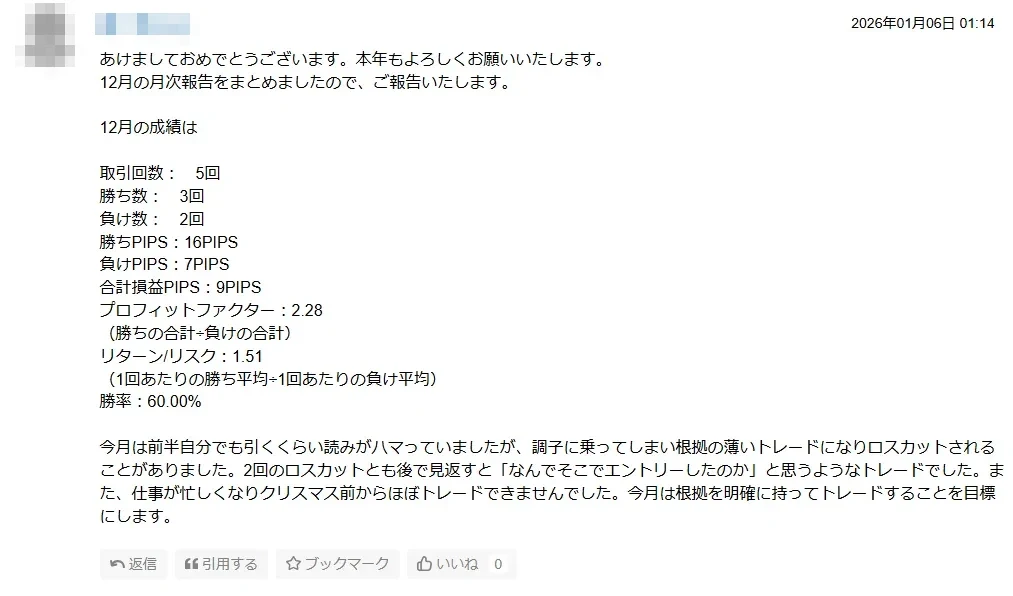 2026年01月06日 01:14
あけましておめでとうございます。本年もよろしくお願いいたします。
12月の月次報告をまとめましたので、ご報告いたします。
12月の成績は
取引回数：　5回
勝ち数：　3回
負け数：　2回
勝ちPIPS：16PIPS
負けPIPS：7PIPS
合計損益PIPS：9PIPS
プロフィットファクター：2.28
（勝ちの合計÷負けの合計）
リターン/リスク：1.51
（1回あたりの勝ち平均÷1回あたりの負け平均）
勝率：60.00%
今月は前半自分でも引くくらい読みがハマっていましたが、調子に乗ってしまい根拠の薄いトレードになりロスカットされる
ことがありました。2回のロスカットとも後で見返すと「なんでそこでエントリーしたのか」と思うようなトレードでした。ま
た、仕事が忙しくなりクリスマス前からほぼトレードできませんでした。今月は根拠を明確に持ってトレードすることを目標
にします。
返信 引用する ブックマーク いいね 0